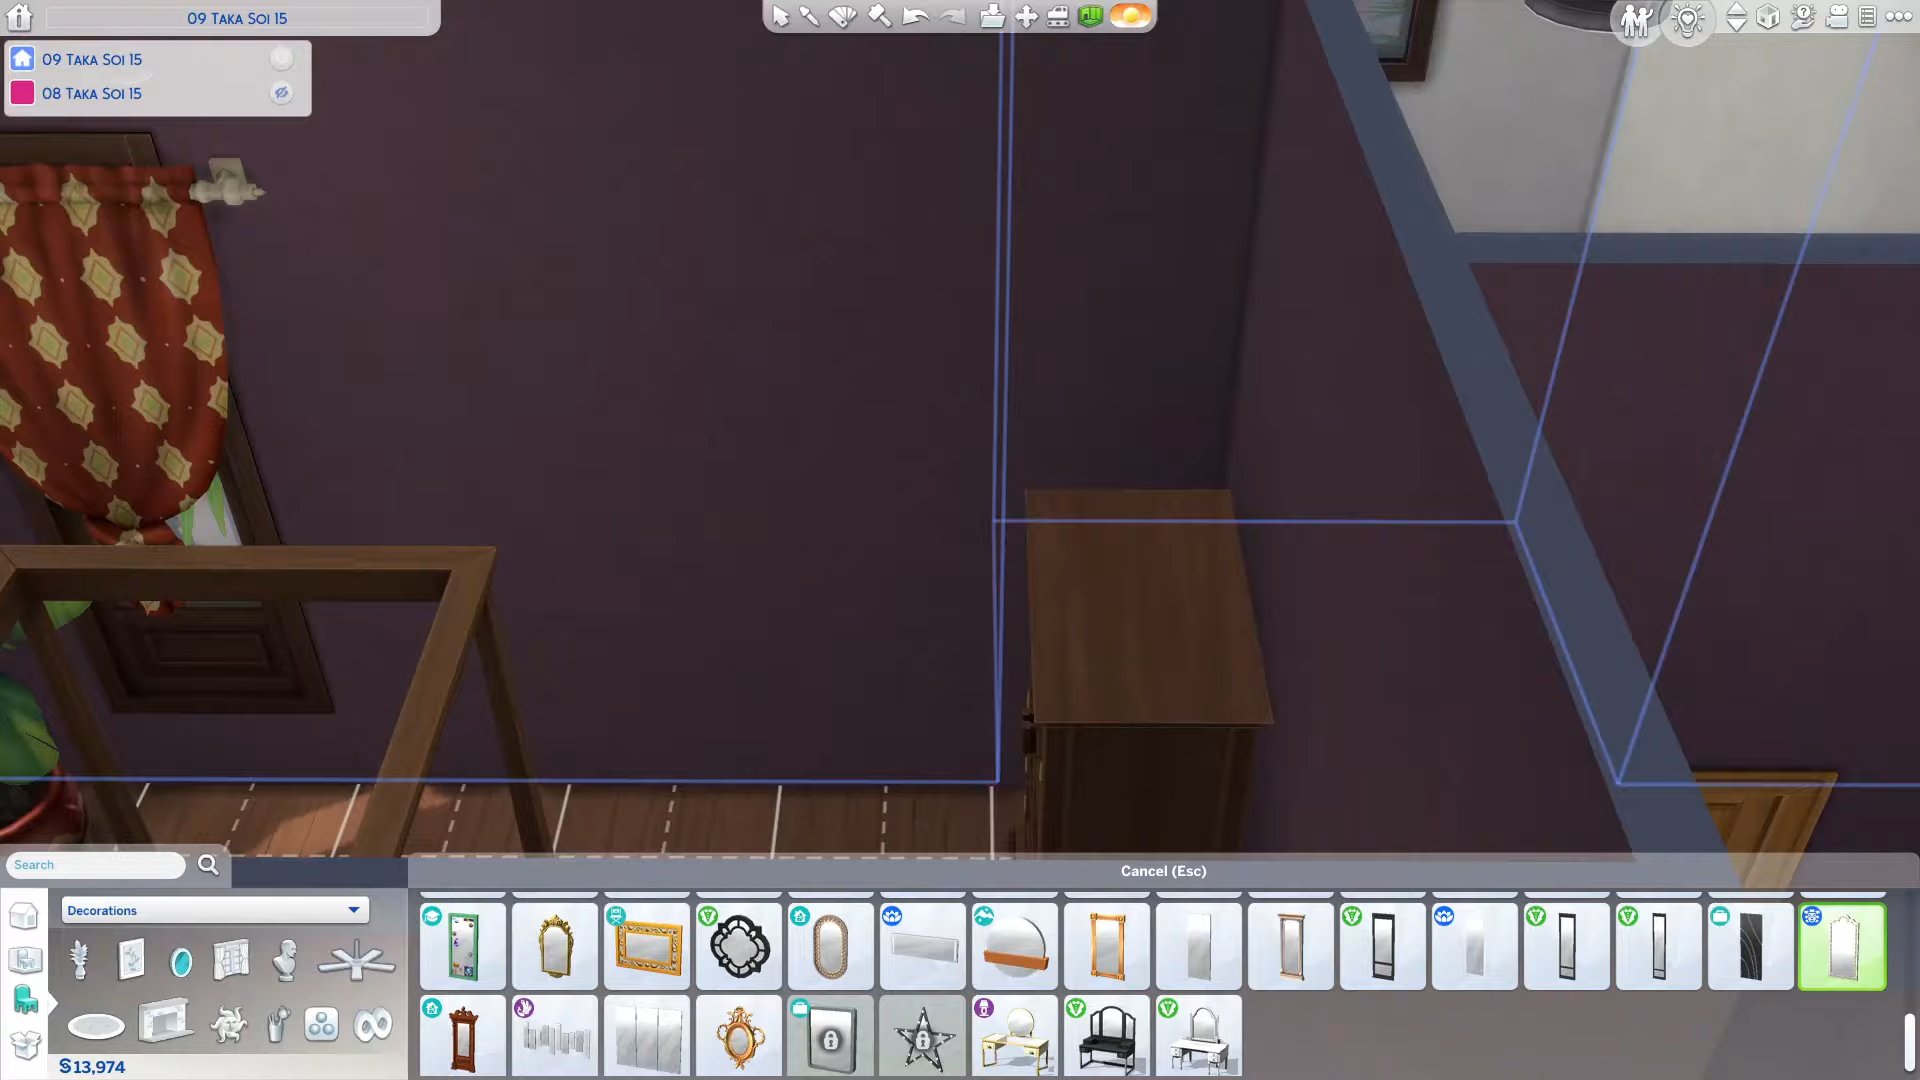 09 Taka Soi 15
09 Taka Soi 15
08 Taka Soi 15
Search
Cancel (Esc)
Decorations
§13,974